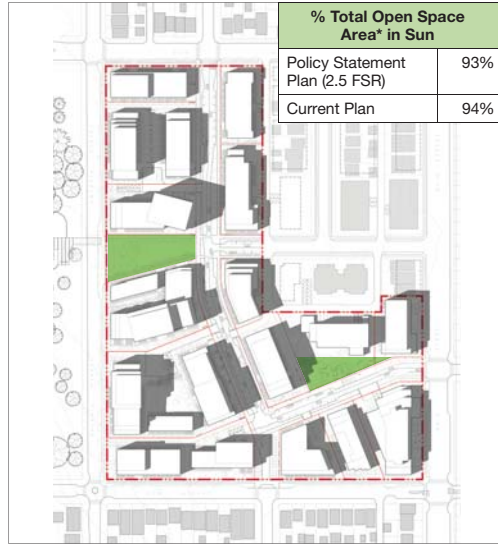 % Total Open Space
Area* in Sun
Policy Statement
Plan (2.5 FSR)
93%
Current Plan
94%